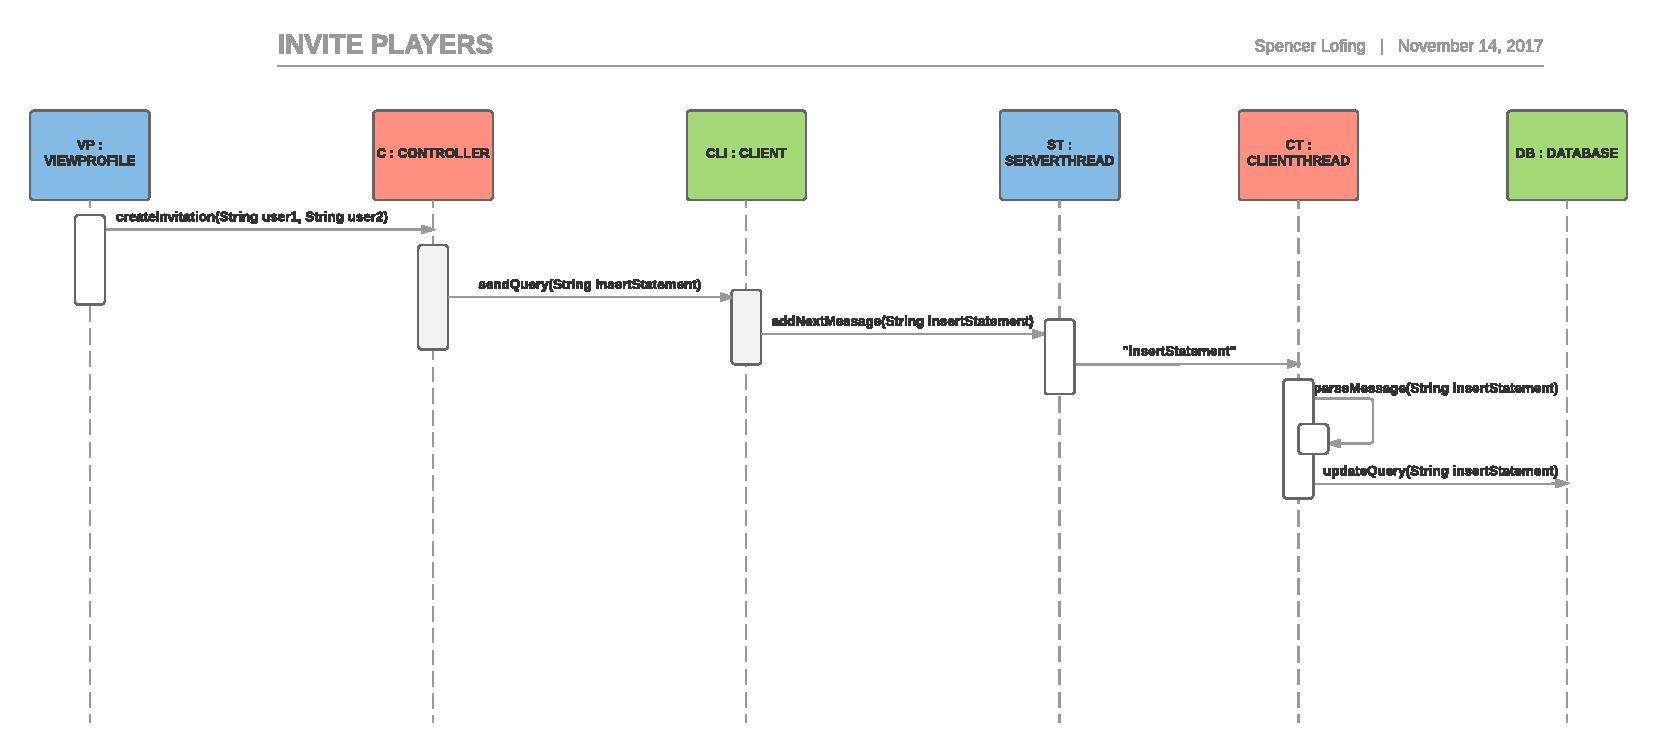 INVITE PLAYERS
Spencer Lofing | November 14, 2017
VP :
VIEWPROFILE
C : CONTROLLER
CLI : CLIENT
ST :
SERVERTHREAD
CT :
CLIENTTHREAD
DB : DATABASE
createInvitation(String user1, String user2)
sendQuery(String insertStatement)
addNextMessage(String insertStatement)
"insertStatement"
parseMessage(String insertStatement)
updateQuery(String insertStatement)